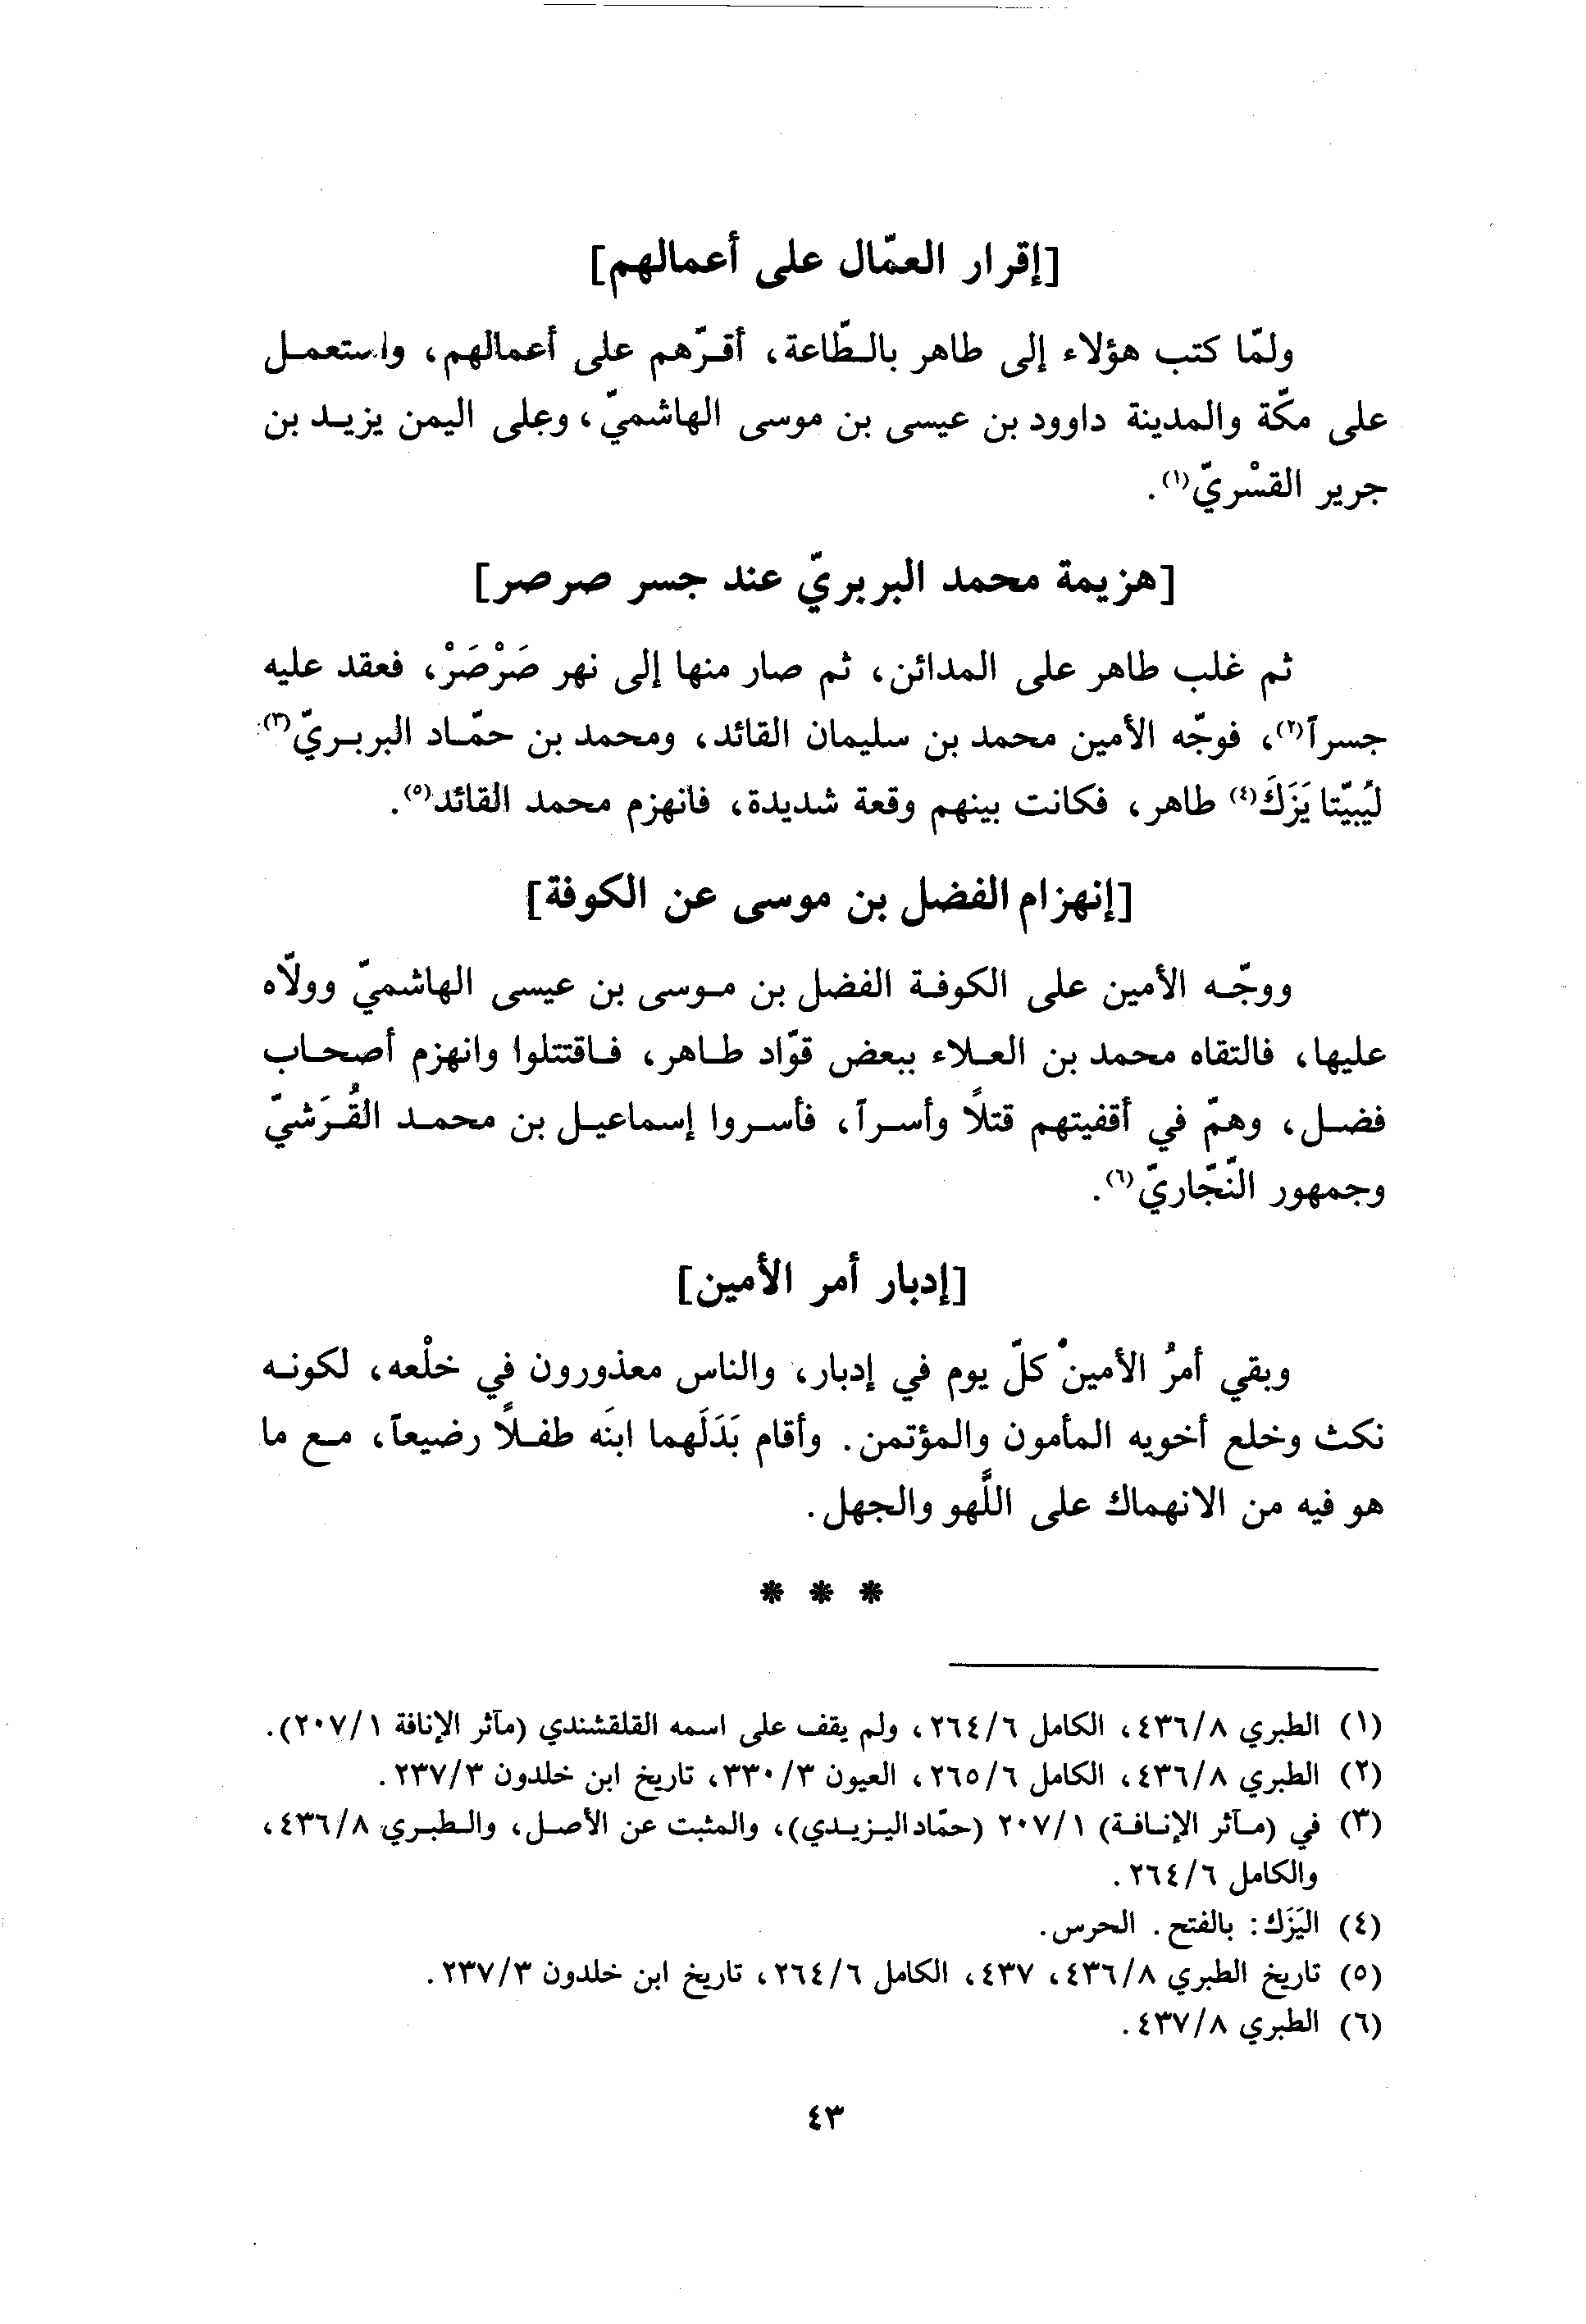 [إقرار العمّال على أعمالهم]
ولمّا كتب هؤلاء إلى طاهر بالطّاعة، أقرّهم على أعمالهم، واستعمل
على مكّة والمدينة داوود بن عيسى بن موسى الهاشميّ، وعلى اليمن يزيد بن
جرير القسْريّ(١).
[هزيمة محمد البربريّ عند جسر صرصر]
ثم غلب طاهر على المدائن، ثم صار منها إلى نهر صَرْصَرْ، فعقد عليه
جسراً(٢)، فوجّه الأمين محمد بن سليمان القائد، ومحمد بن حمّاد البربريّ(٣)
ليُبيّتا يَزَكَ(٤) طاهر، فكانت بينهم وقعة شديدة، فانهزم محمد القائد(٥).
[إنهزام الفضل بن موسى عن الكوفة]
ووجّه الأمين على الكوفة الفضل بن موسى بن عيسى الهاشميّ وولّاه
عليها، فالتقاه محمد بن العلاء ببعض قوّاد طاهر، فاقتتلوا وانهزم أصحاب
فضل، وهمّ في أقفيتهم قتلًا وأسراً، فأسروا إسماعيل بن محمد القُرَشيّ
وجمهور النّجّاريّ(٦).
[إدبار أمر الأمين]
وبقي أمرُ الأمين كلّ يوم في إدبار، والناس معذورون في خلْعه، لكونه
نكث وخلع أخويه المأمون والمؤتمن. وأقام بَدَلَهما ابنَه طفلًا رضيعاً، مع ما
هو فيه من الانهماك على اللَّهو والجهل.
* * *
(١) الطبري ٤٣٦/٨، الكامل ٢٦٤/٦، ولم يقف على اسمه القلقشندي (مآثر الإنافة ٢٠٧/١).
(٢) الطبري ٤٣٦/٨، الكامل ٢٦٥/٦، العيون ٣٣٠/٣، تاريخ ابن خلدون ٢٣٧/٣.
(٣) في (مآثر الإنافة) ٢٠٧/١ (حمّاد اليزيدي)، والمثبت عن الأصل، والطبري ٤٣٦/٨،
والكامل ٢٦٤/٦.
(٤) اليَزَك: بالفتح. الحرس.
(٥) تاريخ الطبري ٤٣٦/٨، ٤٣٧، الكامل ٢٦٤/٦، تاريخ ابن خلدون ٢٣٧/٣.
(٦) الطبري ٤٣٧/٨.
٤٣